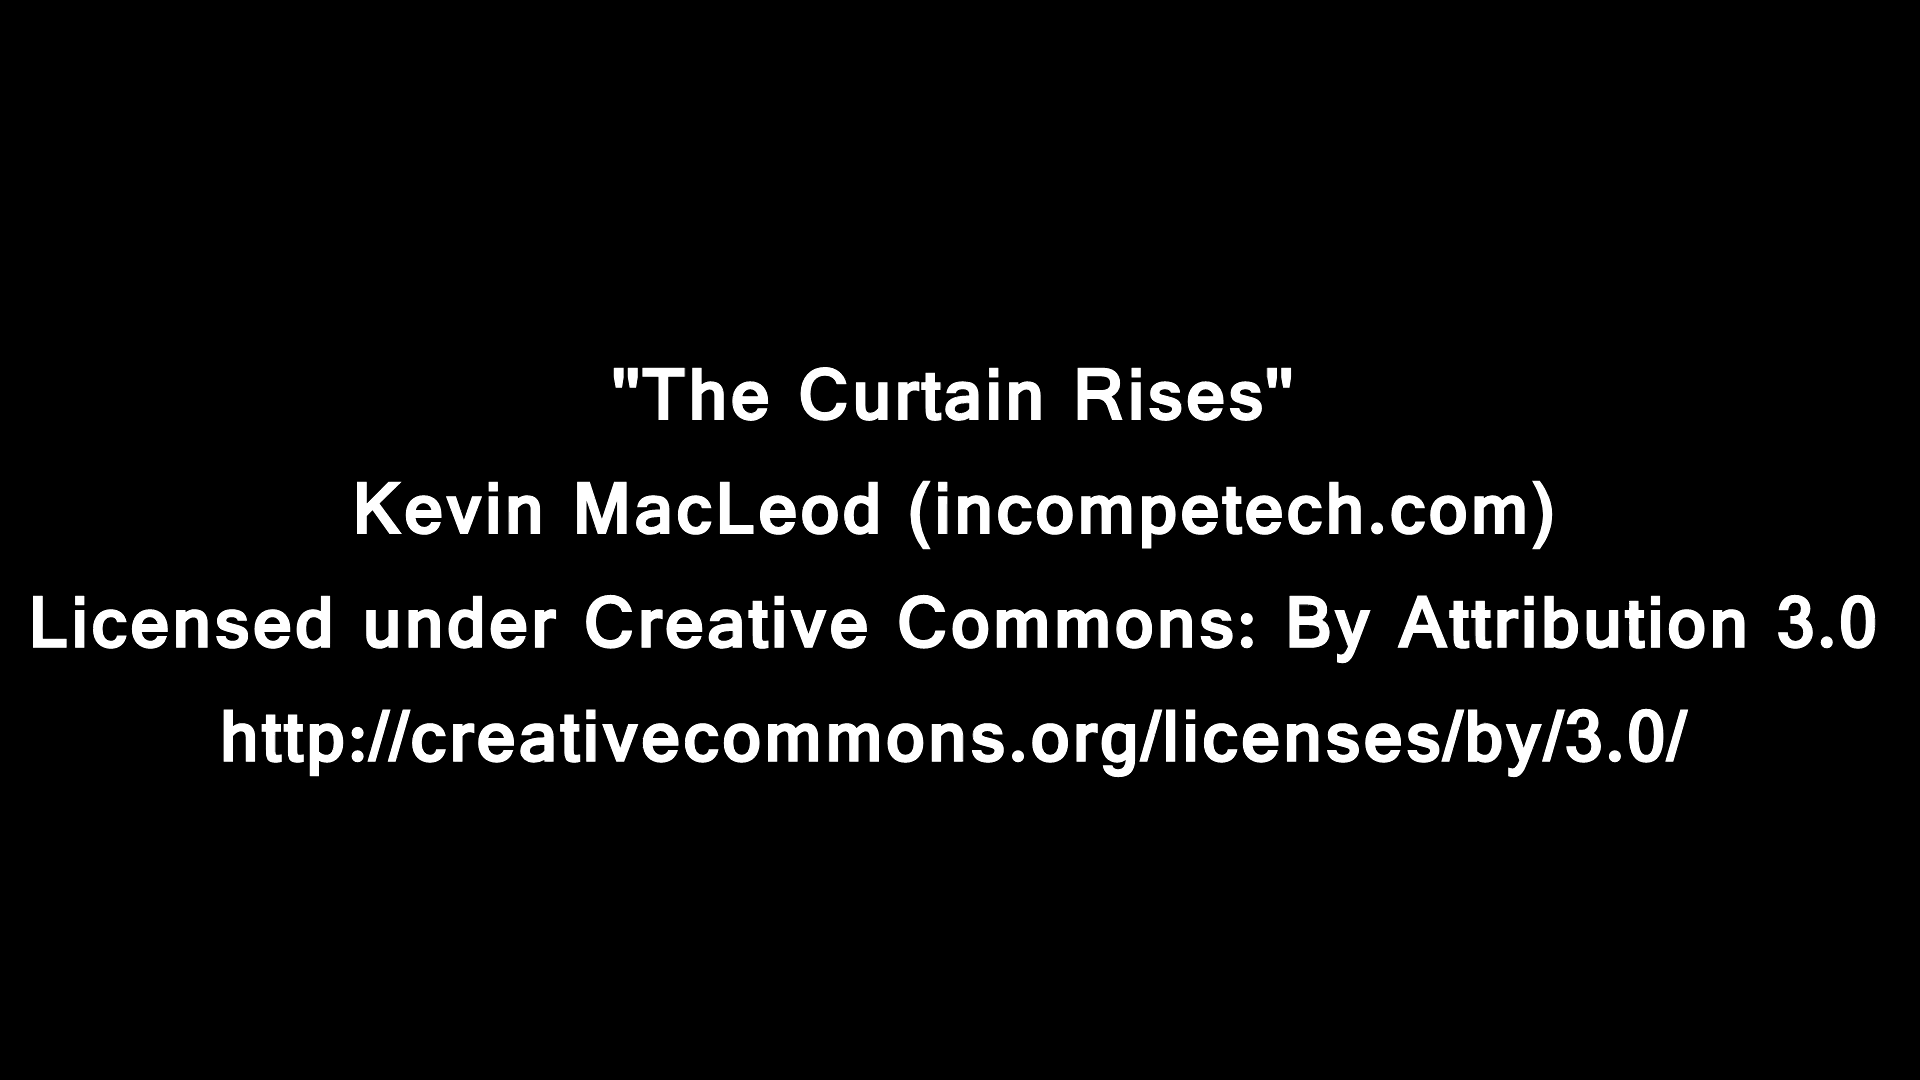 "The Curtain Rises"
Kevin MacLeod (incompetech.com)
Licensed under Creative Commons: By Attribution 3.0
http://creativecommons.org/licenses/by/3.0/